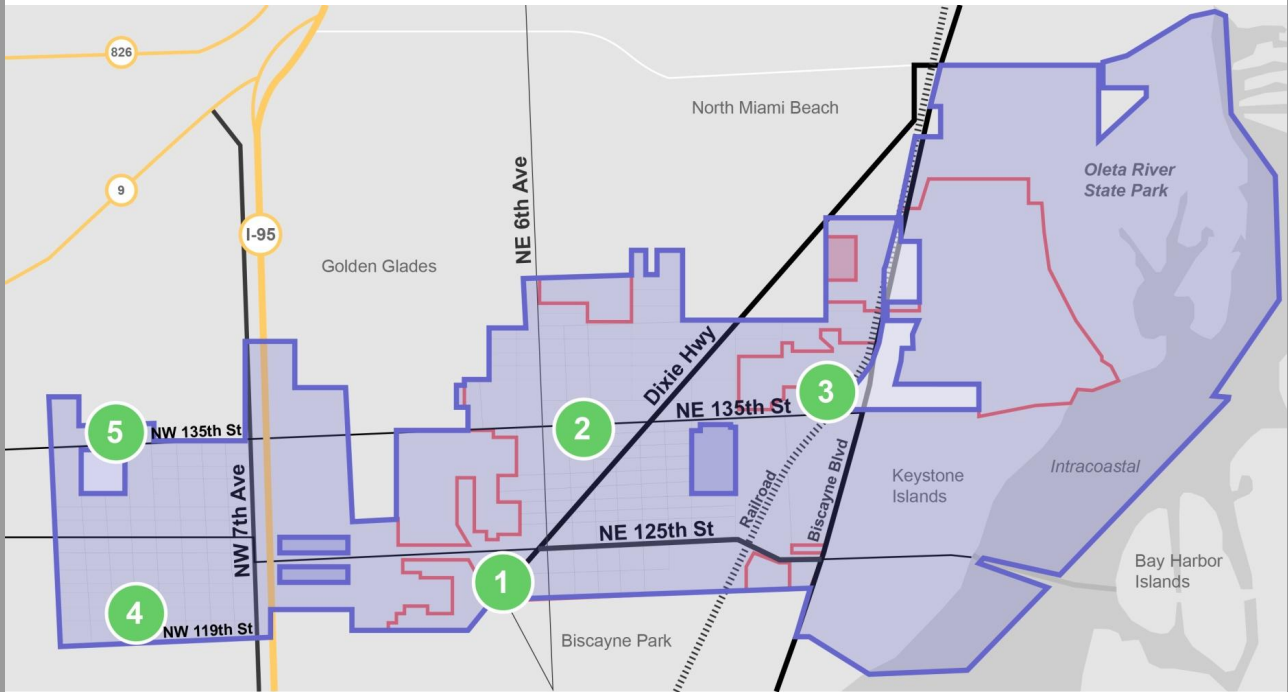 826
North Miami Beach
9
NE 6th Ave
Oleta River
State Park
I-95
Golden Glades
Dixie Hwy
3
NE 135th St
2
5
NW 135th St
NW 7th Ave
Railroad
Biscayne Blvd
Keystone
Islands
Intracoastal
NE 125th St
1
Bay Harbor
Islands
4
NW 119th St
Biscayne Park